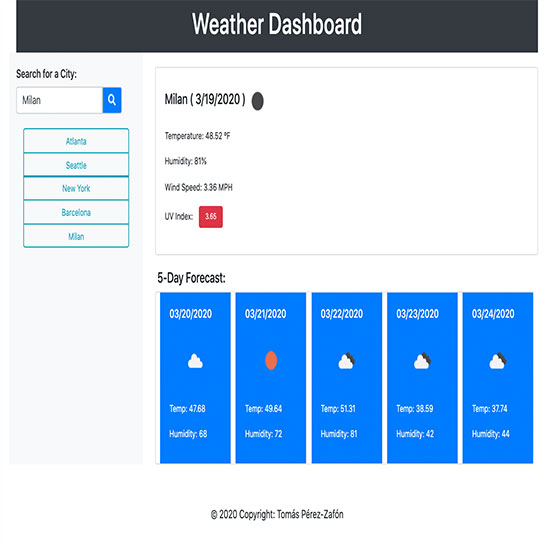 Weather Dashboard
Search for a City:
Milan
Atlanta
Seattle
New York
Barcelona
Milan
Milan ( 3/19/2020 )
Temperature: 48.52 °F
Humidity: 81%
Wind Speed: 3.36 MPH
UV Index: 3.65
5-Day Forecast:
03/20/2020
Temp: 47.68
Humidity: 68
03/21/2020
Temp: 49.64
Humidity: 72
03/22/2020
Temp: 51.31
Humidity: 81
03/23/2020
Temp: 38.59
Humidity: 42
03/24/2020
Temp: 37.74
Humidity: 44
© 2020 Copyright: Tomás Pérez-Zafón